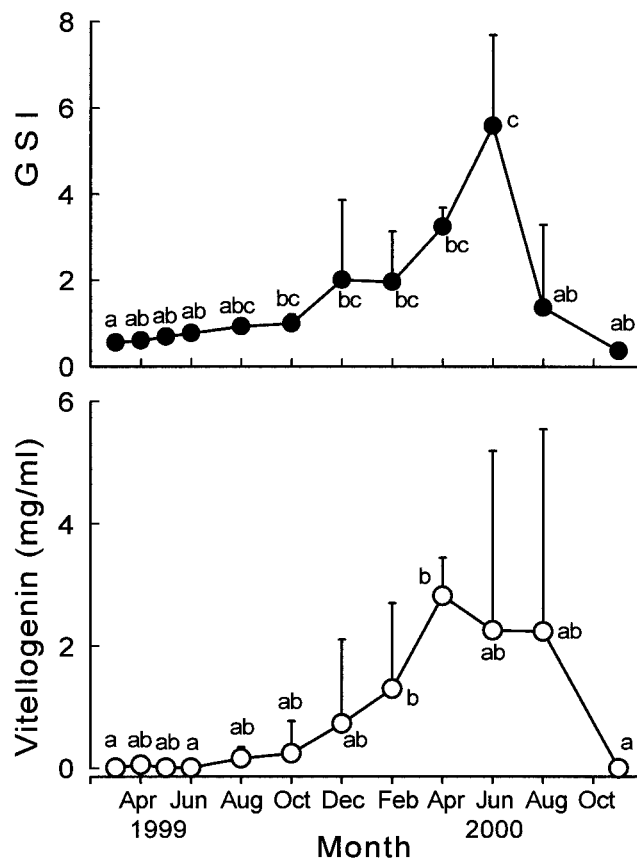 8
6
4
2
0
G S I
a ab ab ab abc bc bc bc bc c ab ab
6
4
2
0
Vitellogenin (mg/ml)
a ab ab a ab ab ab b b ab ab a
Apr Jun Aug Oct Dec Feb Apr Jun Aug Oct
1999 2000
Month